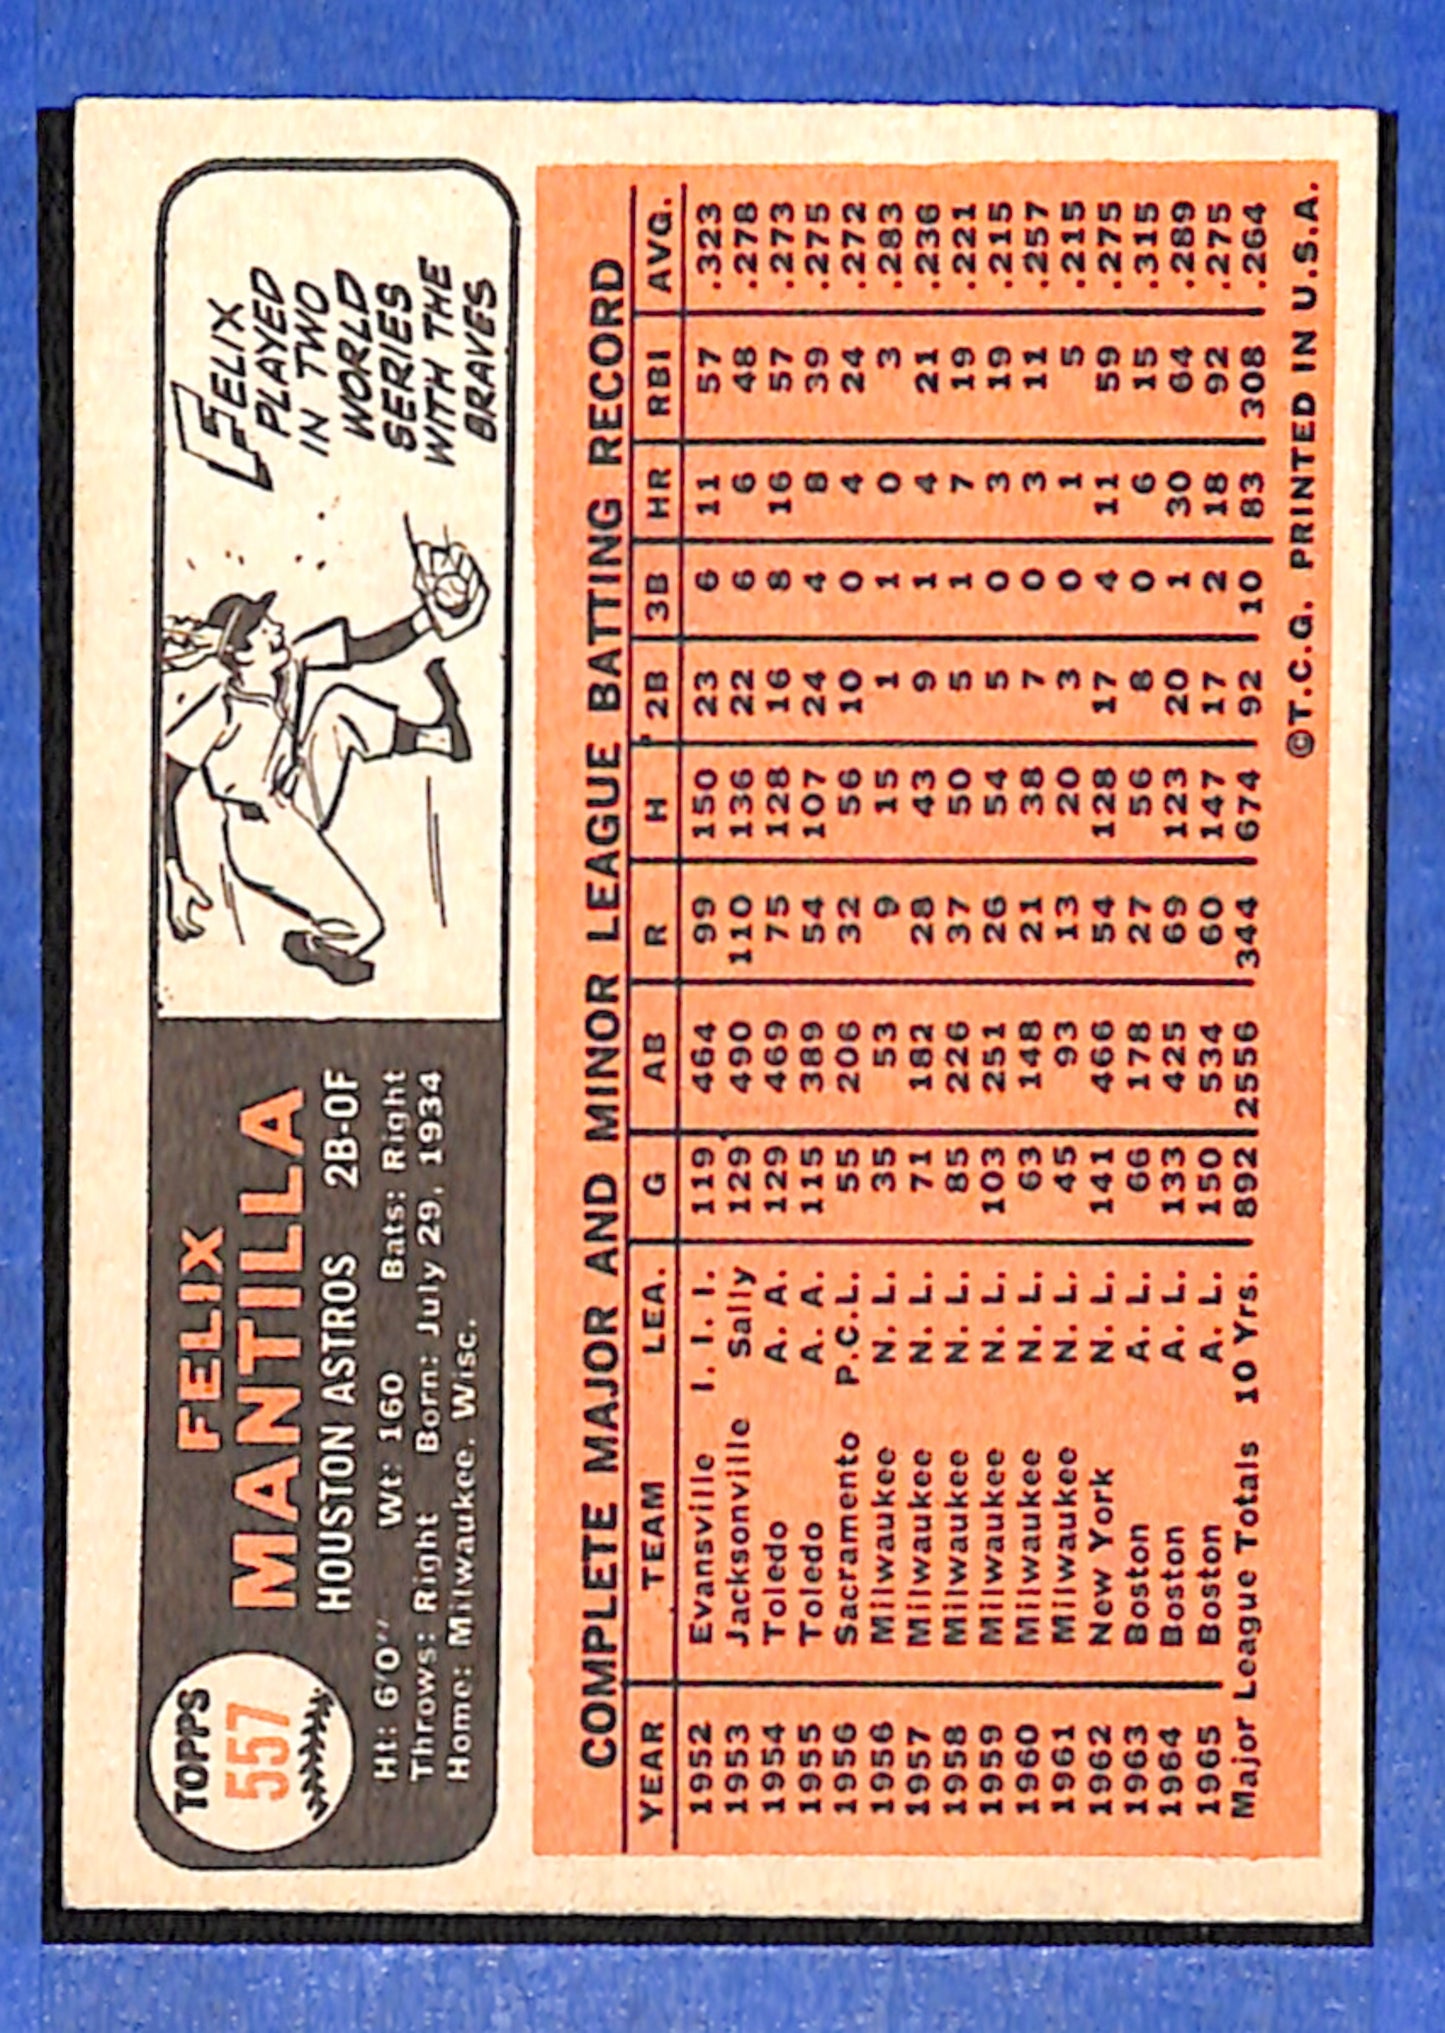 TOPPS
557
FELIX
MANTILLA
HOUSTON ASTROS 2B-OF
Ht: 6'0" Wt: 160 Bats: Right
Throws: Right Born: July 29, 1934
Home: Milwaukee, Wisc.
FELIX
PLAYED
IN TWO
WORLD
SERIES
WITH THE
BRAVES
COMPLETE MAJOR AND MINOR LEAGUE BATTING RECORD
YEAR TEAM LEA. G AB R H 2B 3B HR RBI AVG.
1952 Evansville I. I. I. 119 464 99 150 23 6 11 57 .323
1953 Jacksonville Sally 129 490 110 136 22 6 6 48 .278
1954 Toledo A. A. 129 469 75 128 16 8 16 57 .273
1955 Toledo A. A. 115 389 54 107 24 4 8 39 .275
1956 Sacramento P.C.L. 55 206 32 56 10 0 4 24 .272
1956 Milwaukee N. L. 35 53 9 15 1 1 0 3 .283
1957 Milwaukee N. L. 71 182 28 43 9 1 4 21 .236
1958 Milwaukee N. L. 85 226 37 50 5 1 7 19 .221
1959 Milwaukee N. L. 103 251 26 54 5 0 3 19 .215
1960 Milwaukee N. L. 63 148 21 38 7 0 3 11 .257
1961 Milwaukee N. L. 45 93 13 20 3 0 1 5 .215
1962 New York N. L. 141 466 54 128 17 4 11 59 .275
1963 Boston A. L. 66 178 27 56 8 0 6 15 .315
1964 Boston A. L. 133 425 69 123 20 1 30 64 .289
1965 Boston A. L. 150 534 60 147 17 2 18 92 .275
Major League Totals 10 Yrs. 892 2556 344 674 92 10 83 308 .264
©T.C.G. PRINTED IN U.S.A.